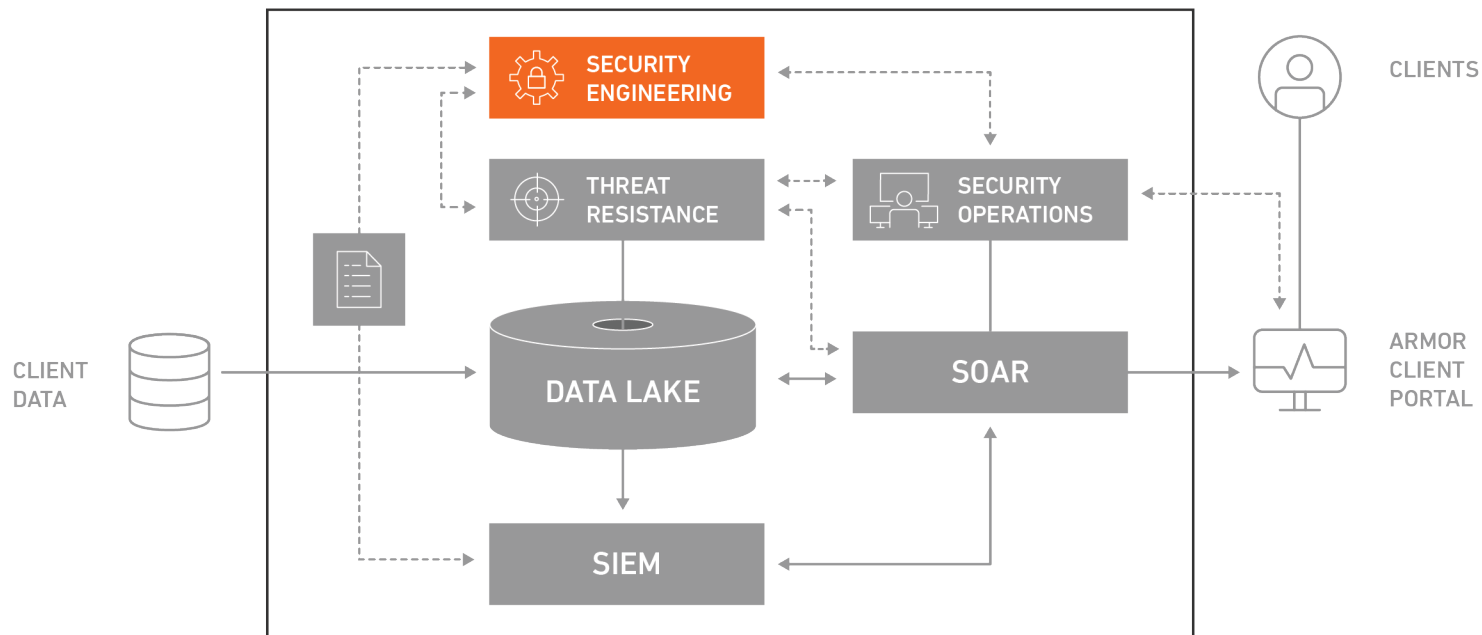 SECURITY
ENGINEERING
CLIENTS
THREAT
RESISTANCE
SECURITY
OPERATIONS
CLIENT
DATA
DATA LAKE
SOAR
ARMOR
CLIENT
PORTAL
SIEM